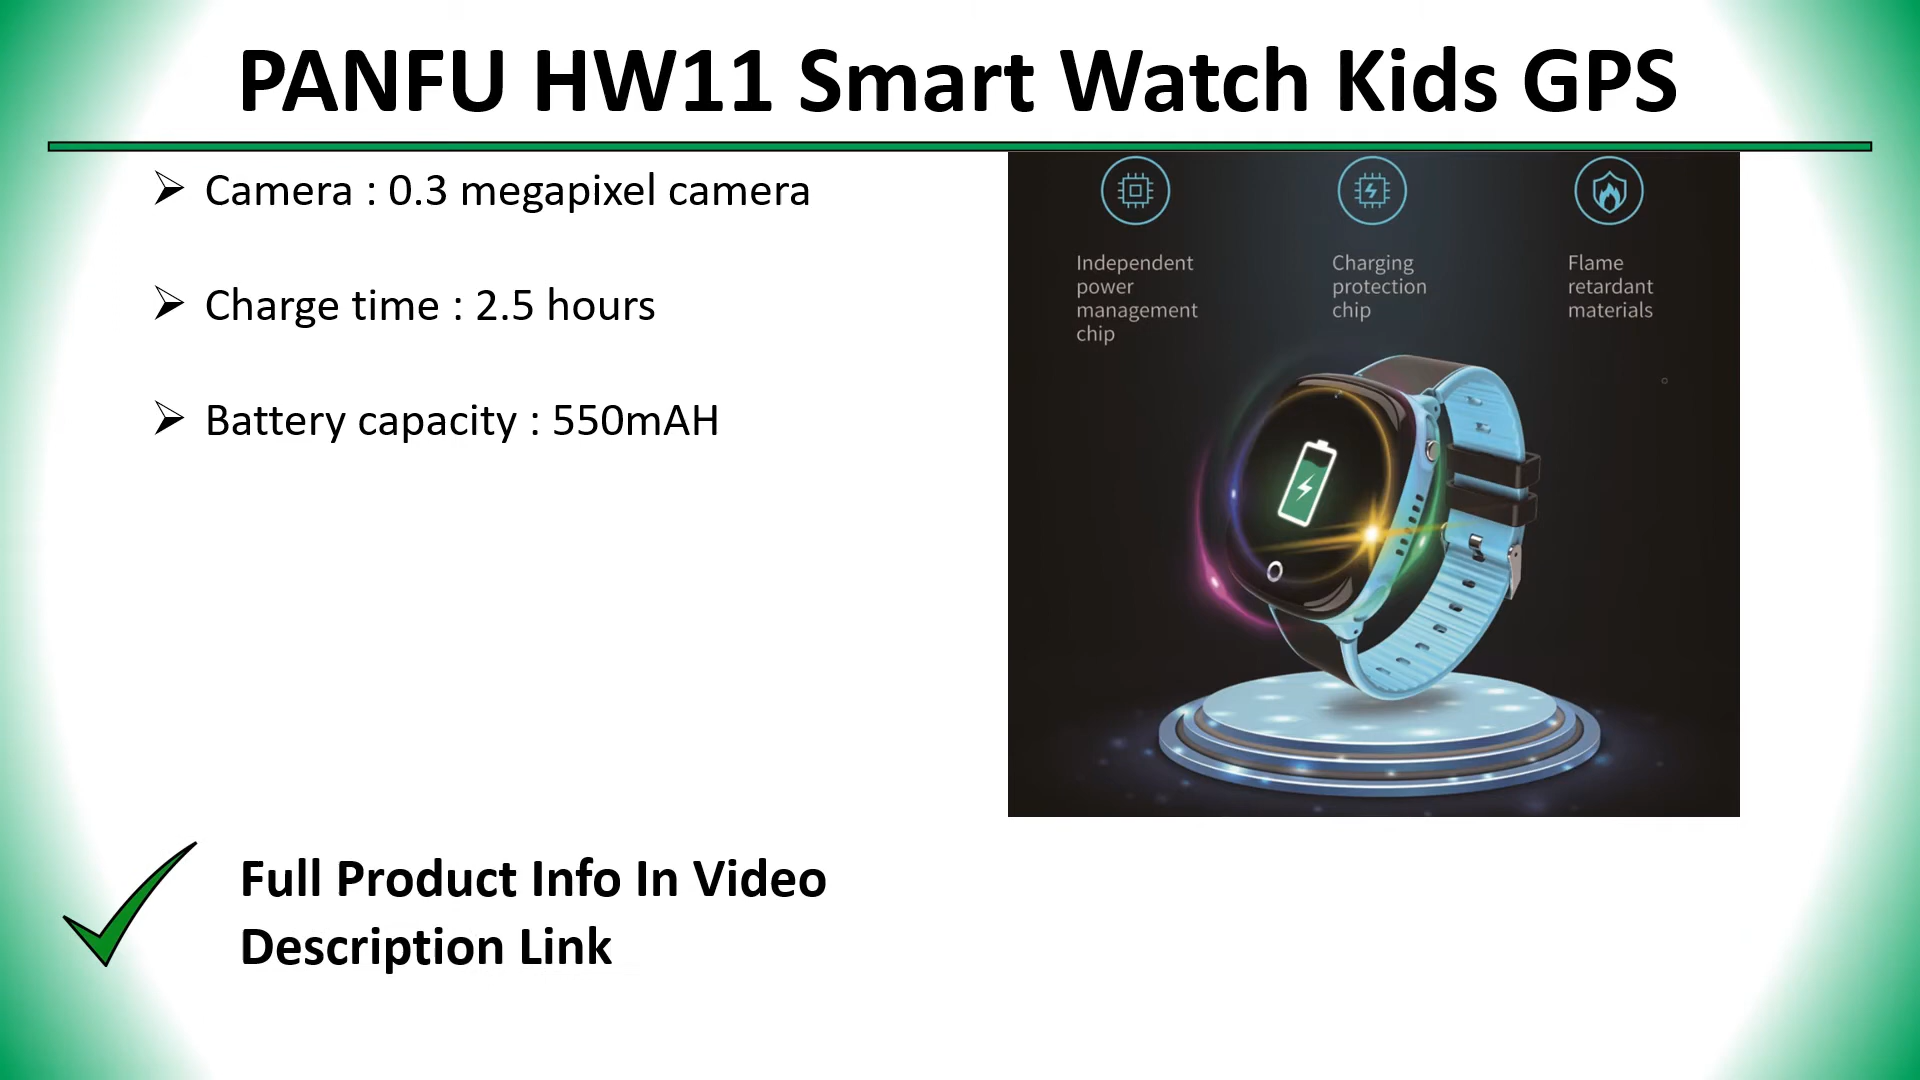 PANFU HW11 Smart Watch Kids GPS
Camera : 0.3 megapixel camera
Charge time : 2.5 hours
Battery capacity : 550mAH
Independent
power
management
chip
Charging
protection
chip
Flame
retardant
materials
Full Product Info In Video
Description Link